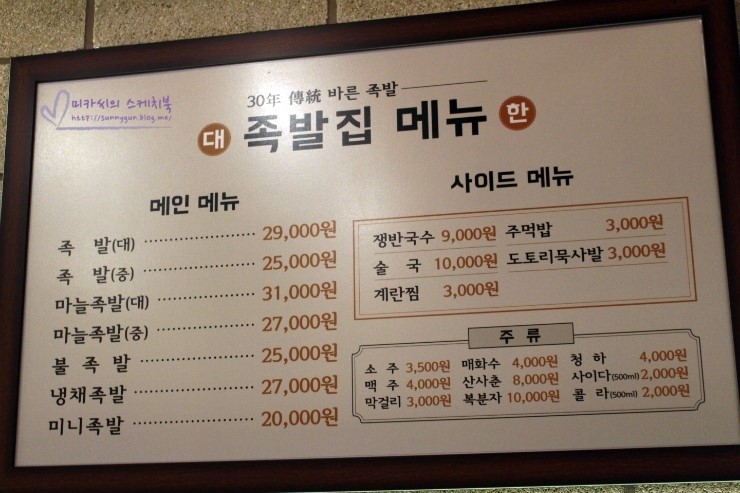 미카씨의 스케치북
http://sunnygun.blog.me/
30年 傳統 바른 족발
대 족발집 메뉴 한
메인 메뉴
족 발(대) 29,000원
족 발(중) 25,000원
마늘족발(대) 31,000원
마늘족발(중) 27,000원
불 족 발 25,000원
냉채족발 27,000원
미니족발 20,000원
사이드 메뉴
쟁반국수 9,000원 주먹밥 3,000원
술 국 10,000원 도토리묵사발 3,000원
계란찜 3,000원
주 류
소 주 3,500원 매화수 4,000원 청 하 4,000원
맥 주 4,000원 산사춘 8,000원 사이다(500ml) 2,000원
막걸리 3,000원 복분자 10,000원 콜 라(500ml) 2,000원